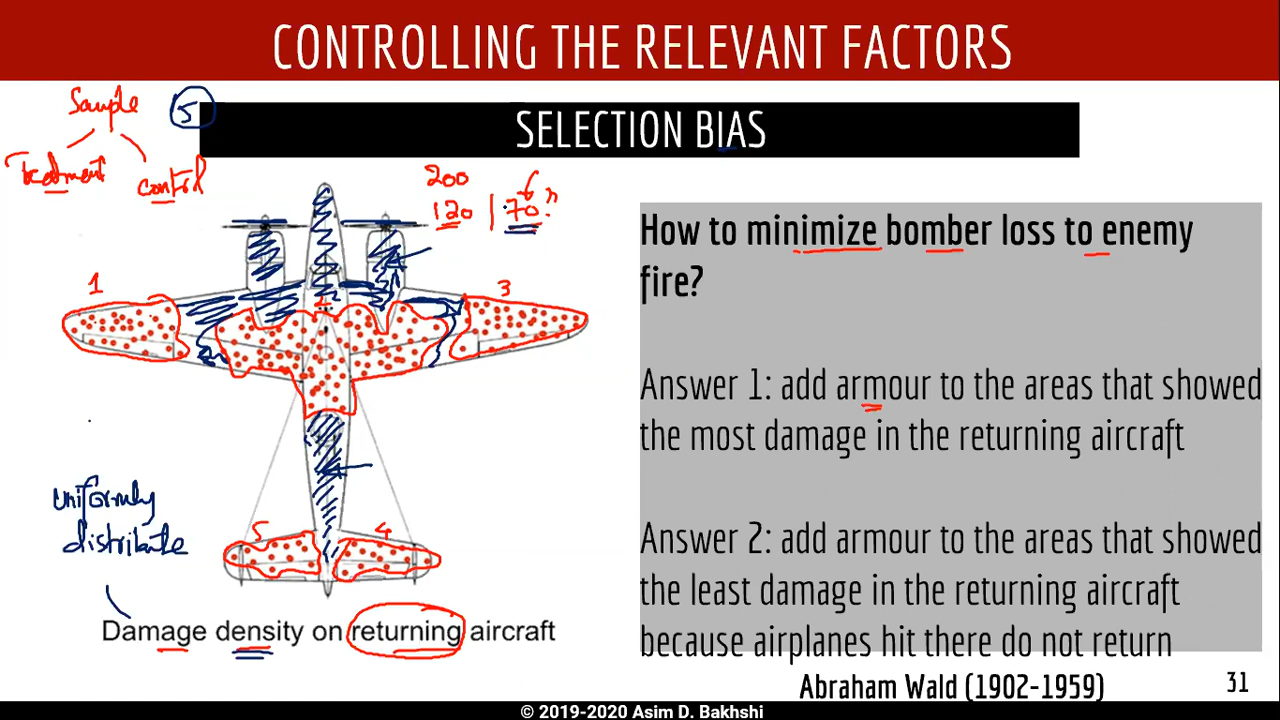 CONTROLLING THE RELEVANT FACTORS
Sample
5
Treatment
control
SELECTION BIAS
200
120 | 70 ?
1
2
3
5
4
uniformly
distribute
Damage density on returning aircraft
How to minimize bomber loss to enemy
fire?
Answer 1: add armour to the areas that showed
the most damage in the returning aircraft
Answer 2: add armour to the areas that showed
the least damage in the returning aircraft
because airplanes hit there do not return
Abraham Wald (1902-1959)
31
© 2019-2020 Asim D. Bakhshi